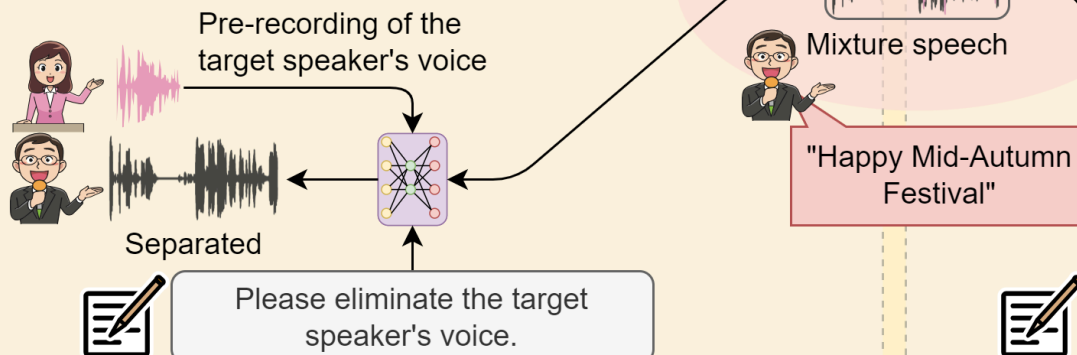 Pre-recording of the
target speaker's voice
Mixture speech
"Happy Mid-Autumn
Festival"
Separated
Please eliminate the target
speaker's voice.